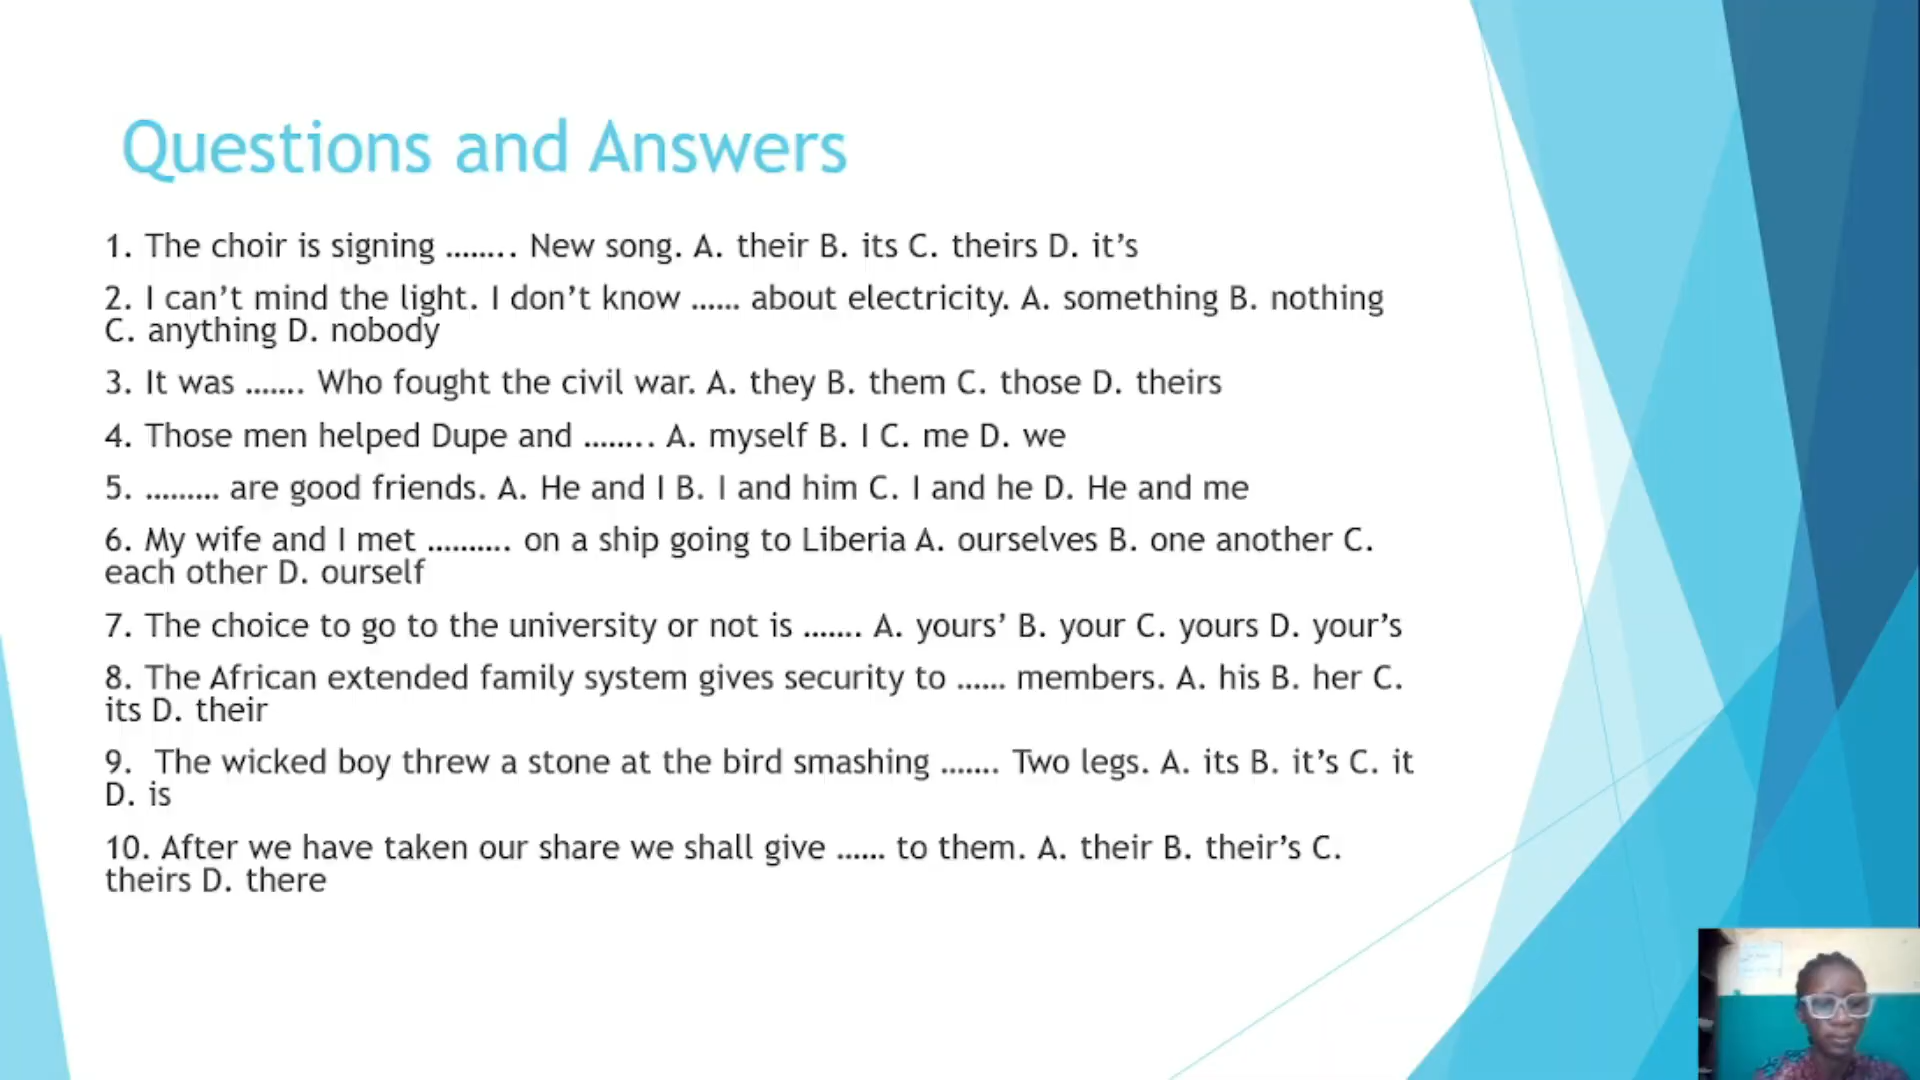 Questions and Answers
1. The choir is signing …….. New song. A. their B. its C. theirs D. it’s
2. I can’t mind the light. I don’t know …… about electricity. A. something B. nothing
C. anything D. nobody
3. It was ……. Who fought the civil war. A. they B. them C. those D. theirs
4. Those men helped Dupe and …….. A. myself B. I C. me D. we
5. ……… are good friends. A. He and I B. I and him C. I and he D. He and me
6. My wife and I met ………. on a ship going to Liberia A. ourselves B. one another C.
each other D. ourself
7. The choice to go to the university or not is ……. A. yours’ B. your C. yours D. your’s
8. The African extended family system gives security to …… members. A. his B. her C.
its D. their
9.  The wicked boy threw a stone at the bird smashing ……. Two legs. A. its B. it’s C. it
D. is
10. After we have taken our share we shall give …… to them. A. their B. their’s C.
theirs D. there